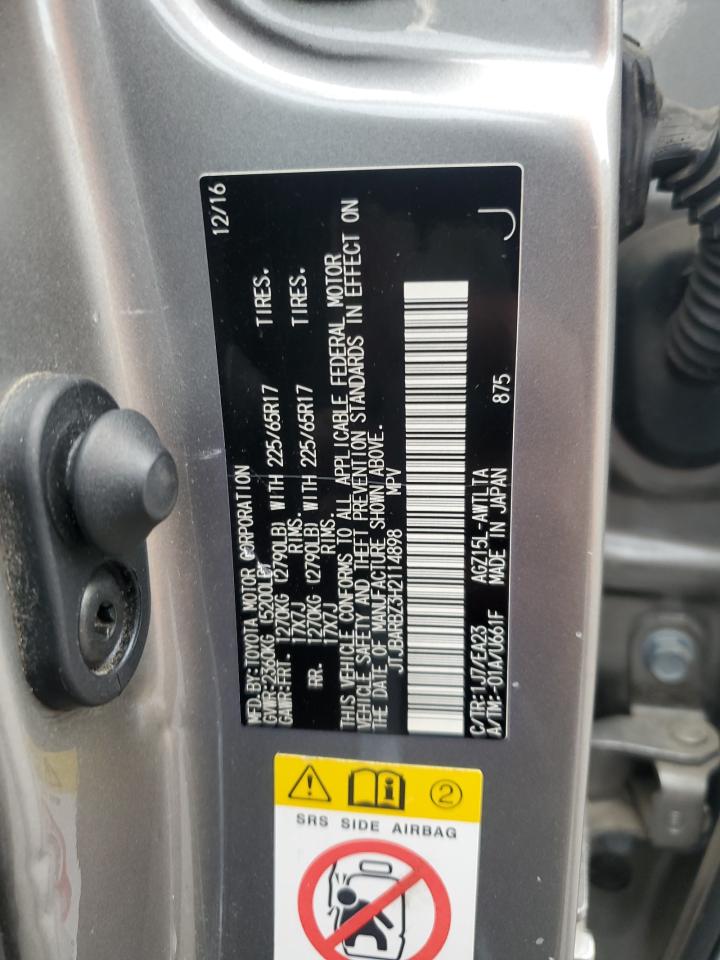 MFD.BY:TOYOTA MOTOR CORPORATION 12/16
GVWR:2360KG (5200LB)
GAWR:FRT. 1270KG (2790LB) WITH 225/65R17 TIRES.
17X7J RIMS.
RR. 1270KG (2790LB) WITH 225/65R17 TIRES.
17X7J RIMS.
THIS VEHICLE CONFORMS TO ALL APPLICABLE FEDERAL MOTOR
VEHICLE SAFETY AND THEFT PREVENTION STANDARDS IN EFFECT ON
THE DATE OF MANUFACTURE SHOWN ABOVE.
JTJBARBZ3H2114898 MPV
C/TR:1J7/EA23 AGZ15L-AWTLTA
A/TM:-01A/U661F MADE IN JAPAN 875 J
2
SRS SIDE AIRBAG